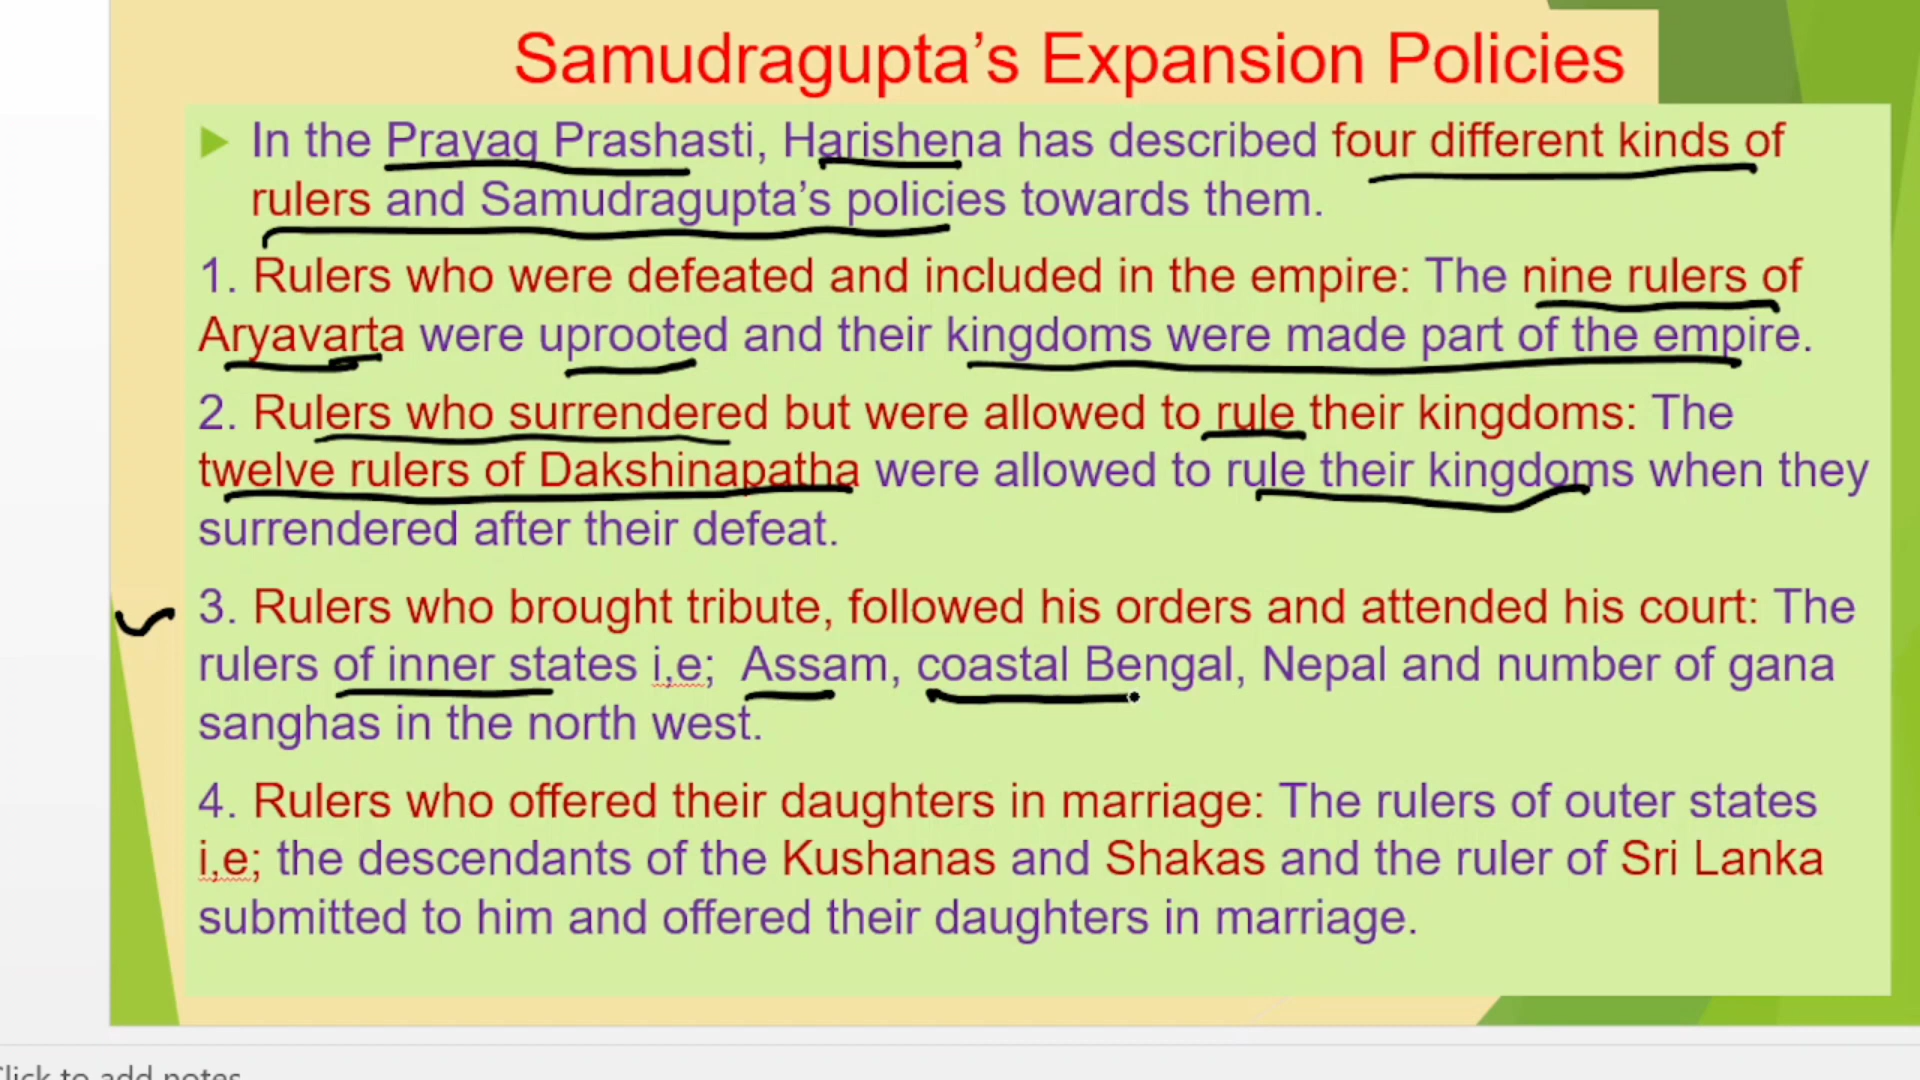 Samudragupta’s Expansion Policies
In the Prayag Prashasti, Harishena has described four different kinds of
rulers and Samudragupta’s policies towards them.
1. Rulers who were defeated and included in the empire: The nine rulers of
Aryavarta were uprooted and their kingdoms were made part of the empire.
2. Rulers who surrendered but were allowed to rule their kingdoms: The
twelve rulers of Dakshinapatha were allowed to rule their kingdoms when they
surrendered after their defeat.
3. Rulers who brought tribute, followed his orders and attended his court: The
rulers of inner states i,e; Assam, coastal Bengal, Nepal and number of gana
sanghas in the north west.
4. Rulers who offered their daughters in marriage: The rulers of outer states
i,e; the descendants of the Kushanas and Shakas and the ruler of Sri Lanka
submitted to him and offered their daughters in marriage.
Click to add notes